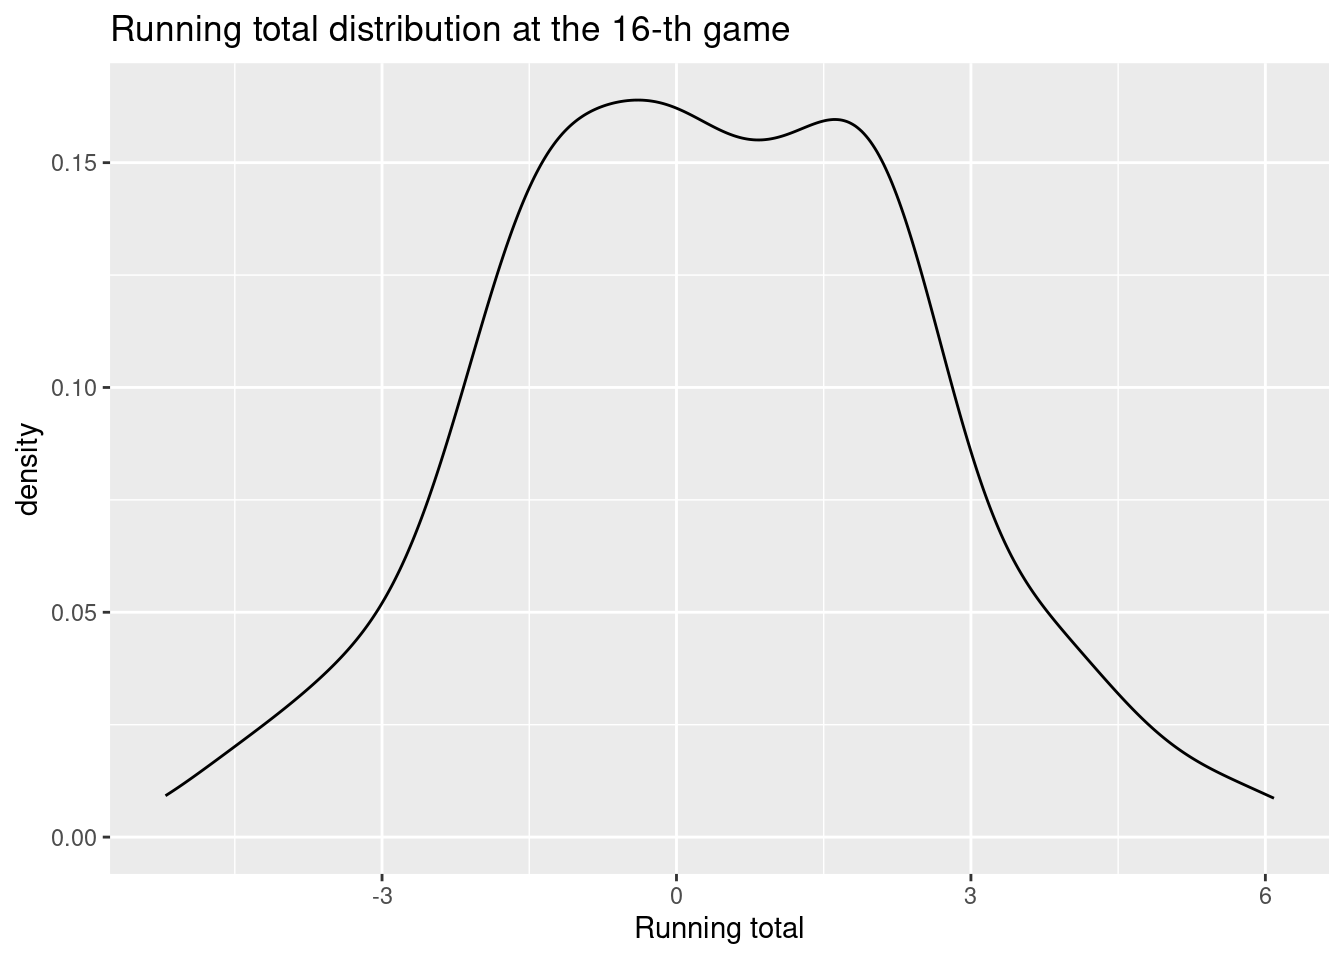 Running total distribution at the 16-th game
0.15
0.10
0.05
0.00
density
-3 0 3 6
Running total